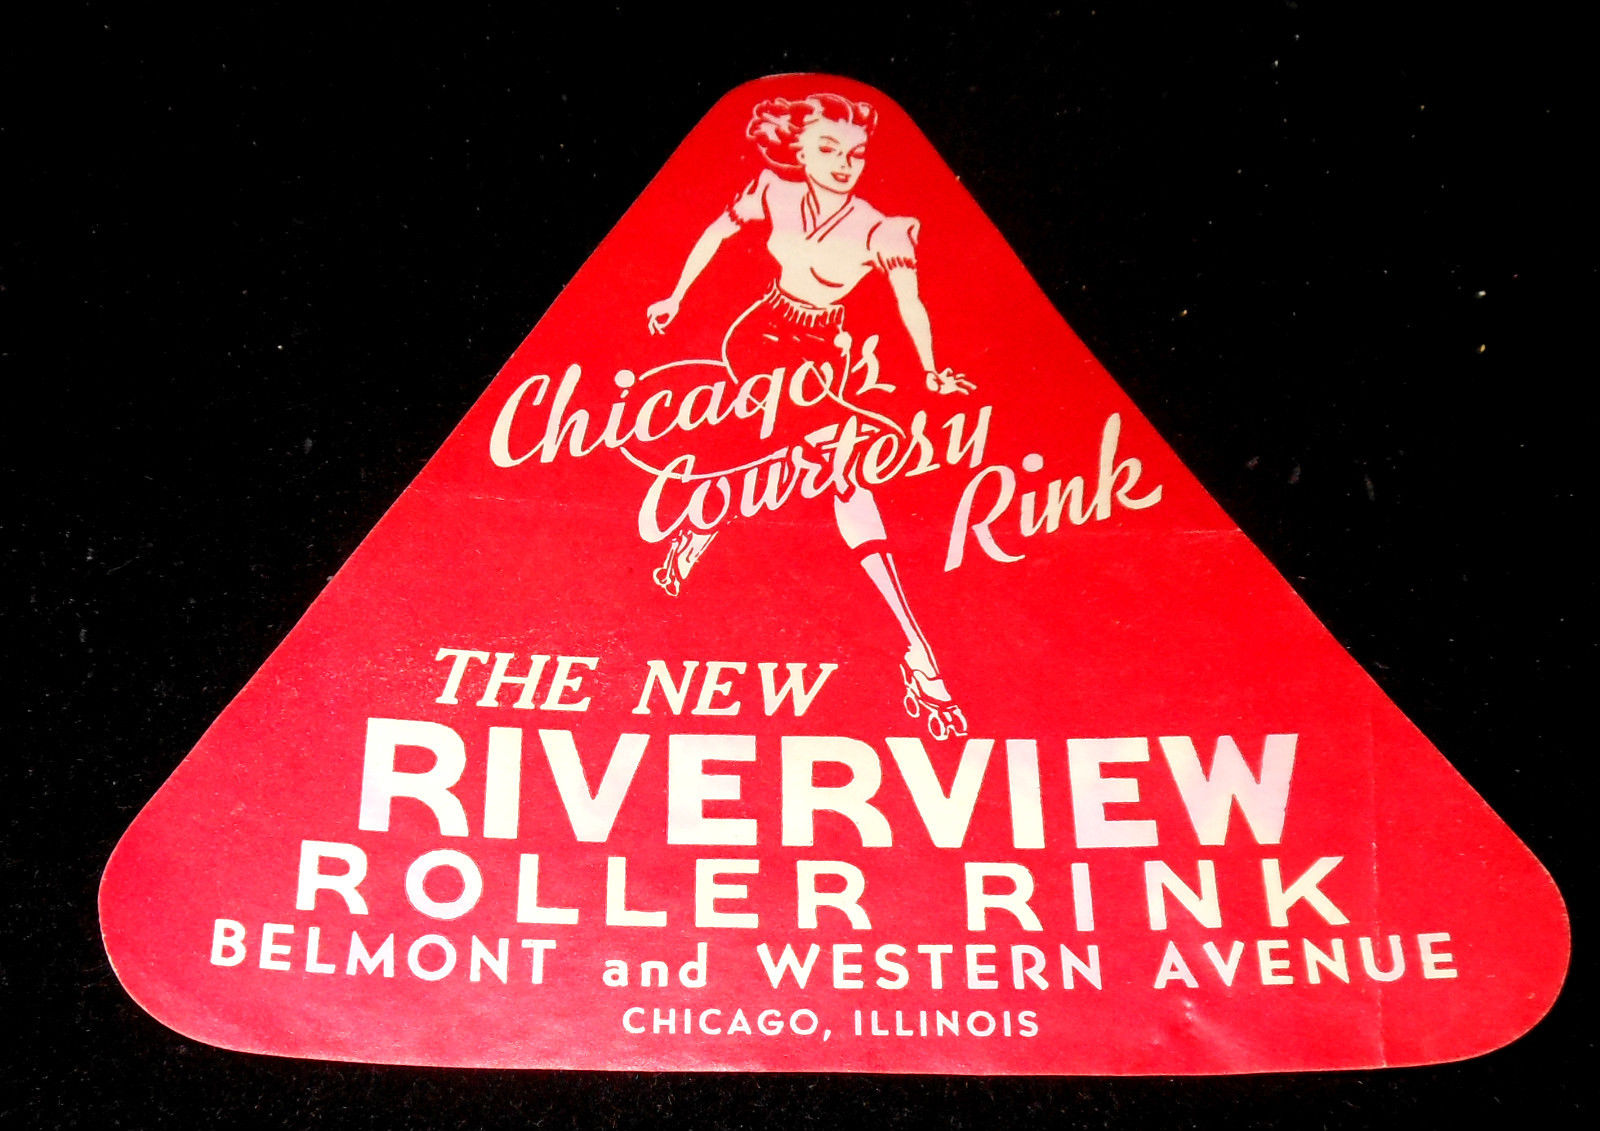 Chicago's
Courtesy
Rink
THE NEW
RIVERVIEW
ROLLER RINK
BELMONT and WESTERN AVENUE
CHICAGO, ILLINOIS